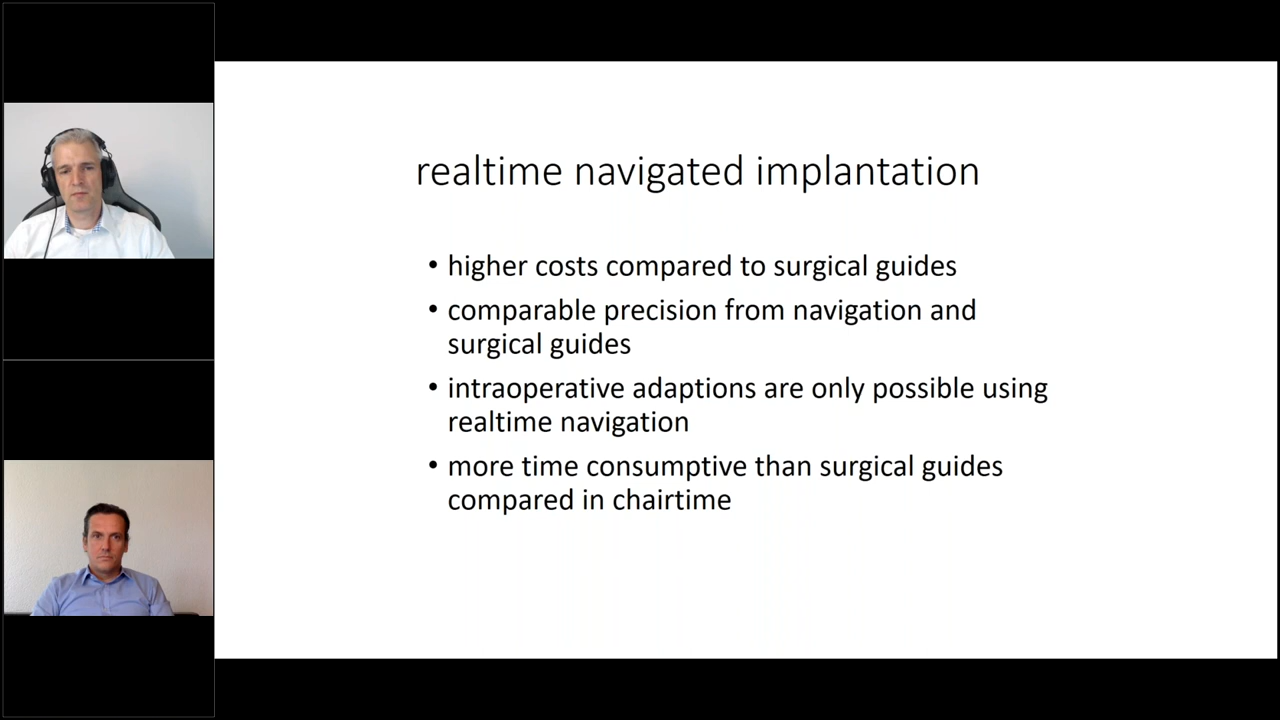 realtime navigated implantation
• higher costs compared to surgical guides
• comparable precision from navigation and
surgical guides
• intraoperative adaptions are only possible using
realtime navigation
• more time consumptive than surgical guides
compared in chairtime